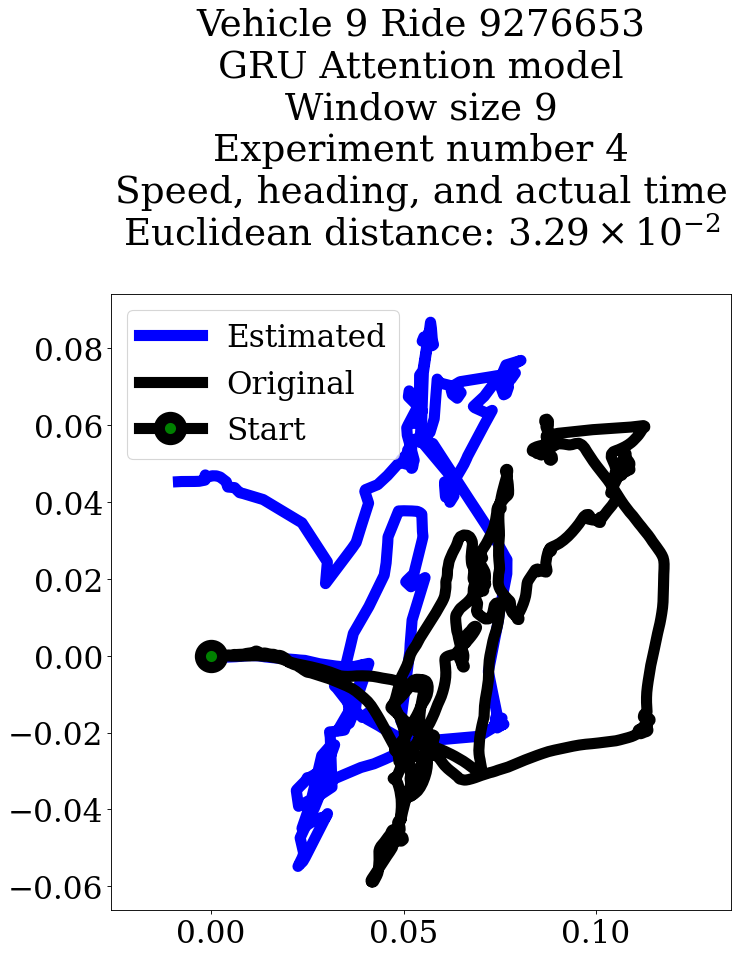 Vehicle 9 Ride 9276653
GRU Attention model
Window size 9
Experiment number 4
Speed, heading, and actual time
Euclidean distance: 3.29 × 10⁻²
Estimated
Original
Start
0.08
0.06
0.04
0.02
0.00
−0.02
−0.04
−0.06
0.00 0.05 0.10